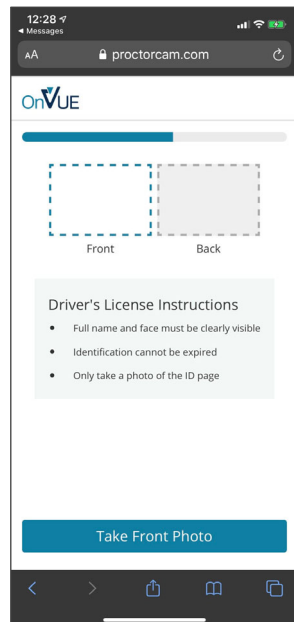 12:28
Messages
AA proctorcam.com
OnVUE
Front Back
Driver's License Instructions
• Full name and face must be clearly visible
• Identification cannot be expired
• Only take a photo of the ID page
Take Front Photo